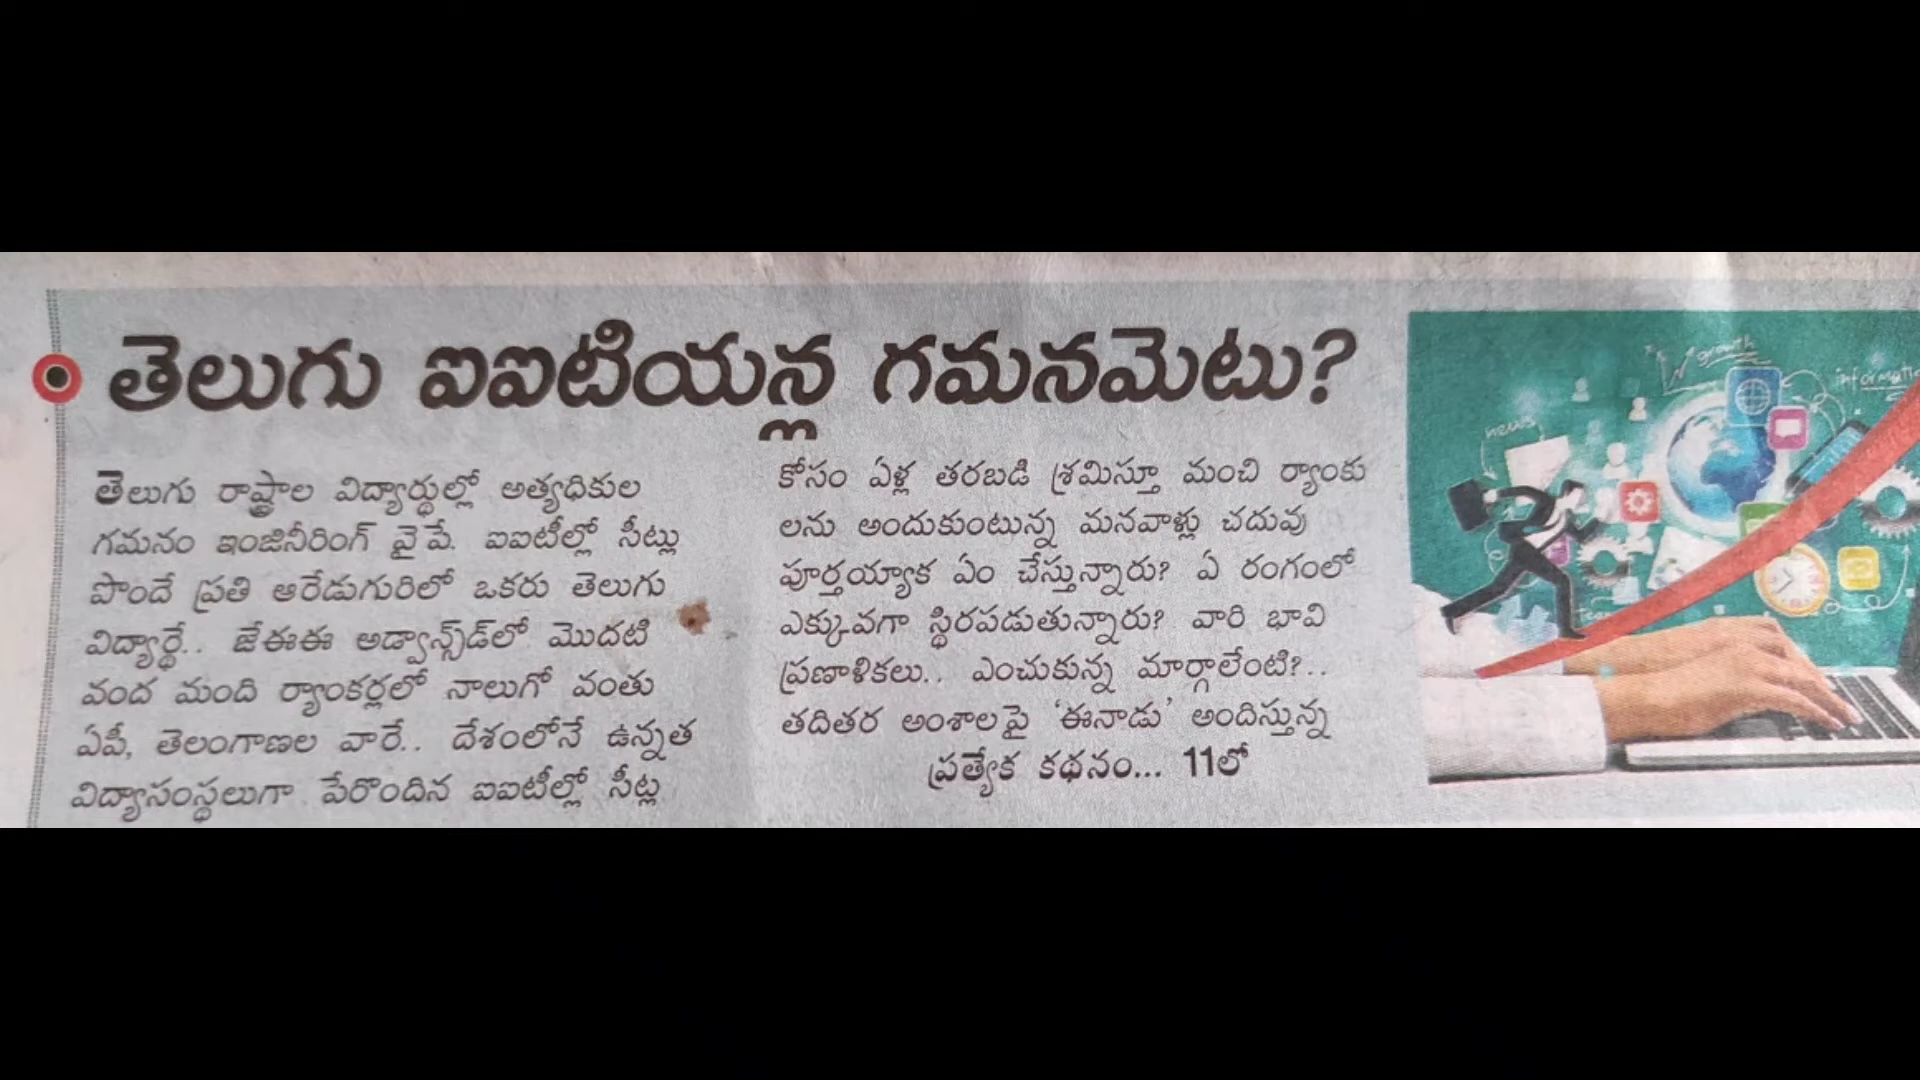 తెలుగు ఐఐటియన్ల గమనమెటు?
తెలుగు రాష్ట్రాల విద్యార్థుల్లో అత్యధికుల
గమనం ఇంజినీరింగ్ వైపే. ఐఐటీల్లో సీట్లు
పొందే ప్రతి ఆరేడుగురిలో ఒకరు తెలుగు
విద్యార్థే.. జేఈఈ అడ్వాన్స్‌డ్‌లో మొదటి
వంద మంది ర్యాంకర్లలో నాలుగో వంతు
ఏపీ, తెలంగాణల వారే.. దేశంలోనే ఉన్నత
విద్యాసంస్థలుగా పేరొందిన ఐఐటీల్లో సీట్ల
కోసం ఏళ్ల తరబడి శ్రమిస్తూ మంచి ర్యాంకు
లను అందుకుంటున్న మనవాళ్లు చదువు
పూర్తయ్యాక ఏం చేస్తున్నారు? ఏ రంగంలో
ఎక్కువగా స్థిరపడుతున్నారు? వారి భావి
ప్రణాళికలు.. ఎంచుకున్న మార్గాలేంటి?..
తదితర అంశాలపై ‘ఈనాడు’ అందిస్తున్న
ప్రత్యేక కథనం... 11లో
growth
news